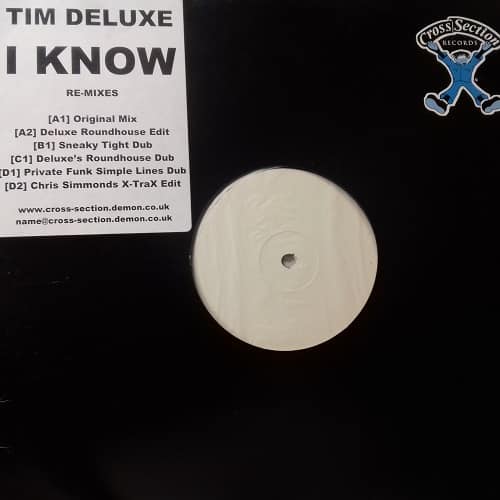 TIM DELUXE
I KNOW
RE-MIXES
[A1] Original Mix
[A2] Deluxe Roundhouse Edit
[B1] Sneaky Tight Dub
[C1] Deluxe's Roundhouse Dub
[D1] Private Funk Simple Lines Dub
[D2] Chris Simmonds X-TraX Edit
www.cross-section.demon.co.uk
name@cross-section.demon.co.uk
Cross Section
RECORDS